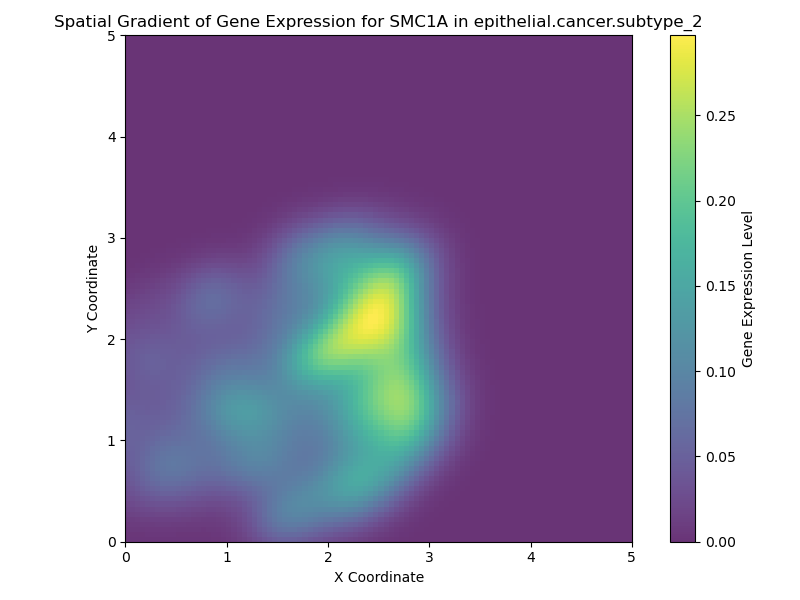 Spatial Gradient of Gene Expression for SMC1A in epithelial.cancer.subtype_2
5
4
3
2
1
0
0 1 2 3 4 5
X Coordinate
Y Coordinate
0.25
0.20
0.15
0.10
0.05
0.00
Gene Expression Level